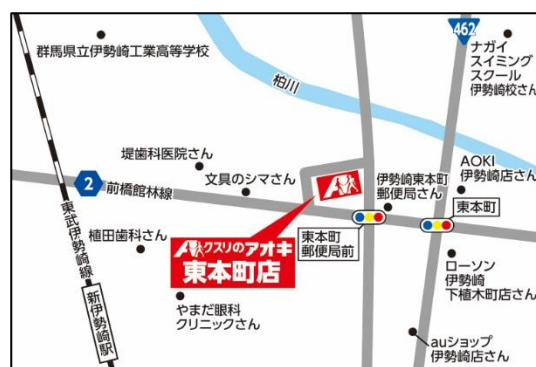 群馬県立伊勢崎工業高等学校
462
ナガイ
スイミング
スクール
伊勢崎校さん
柏川
堤歯科医院さん
AOKI
伊勢崎店さん
2
前橋館林線
文具のシマさん
伊勢崎東本町
郵便局さん
東本町
東武伊勢崎線
植田歯科さん
クスリのアオキ
東本町店
東本町
郵便局前
ローソン
伊勢崎
下植木町店さん
新伊勢崎駅
やまだ眼科
クリニックさん
auショップ
伊勢崎店さん